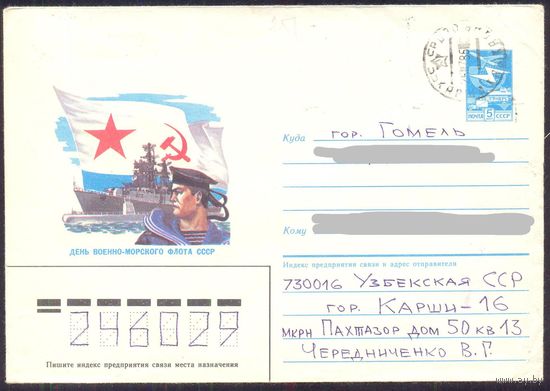 ПОЧТА 5 СССР
Куда гор. ГОМЕЛЬ
Кому
ДЕНЬ ВОЕННО-МОРСКОГО ФЛОТА СССР
Индекс предприятия связи и адрес отправителя
730016 УЗБЕКСКАЯ ССР
гор. КАРШИ-16
МКРН ПАХТАЗОР ДОМ 50 КВ 13
ЧЕРЕДНИЧЕНКО В.Г.
246029
Пишите индекс предприятия связи места назначения